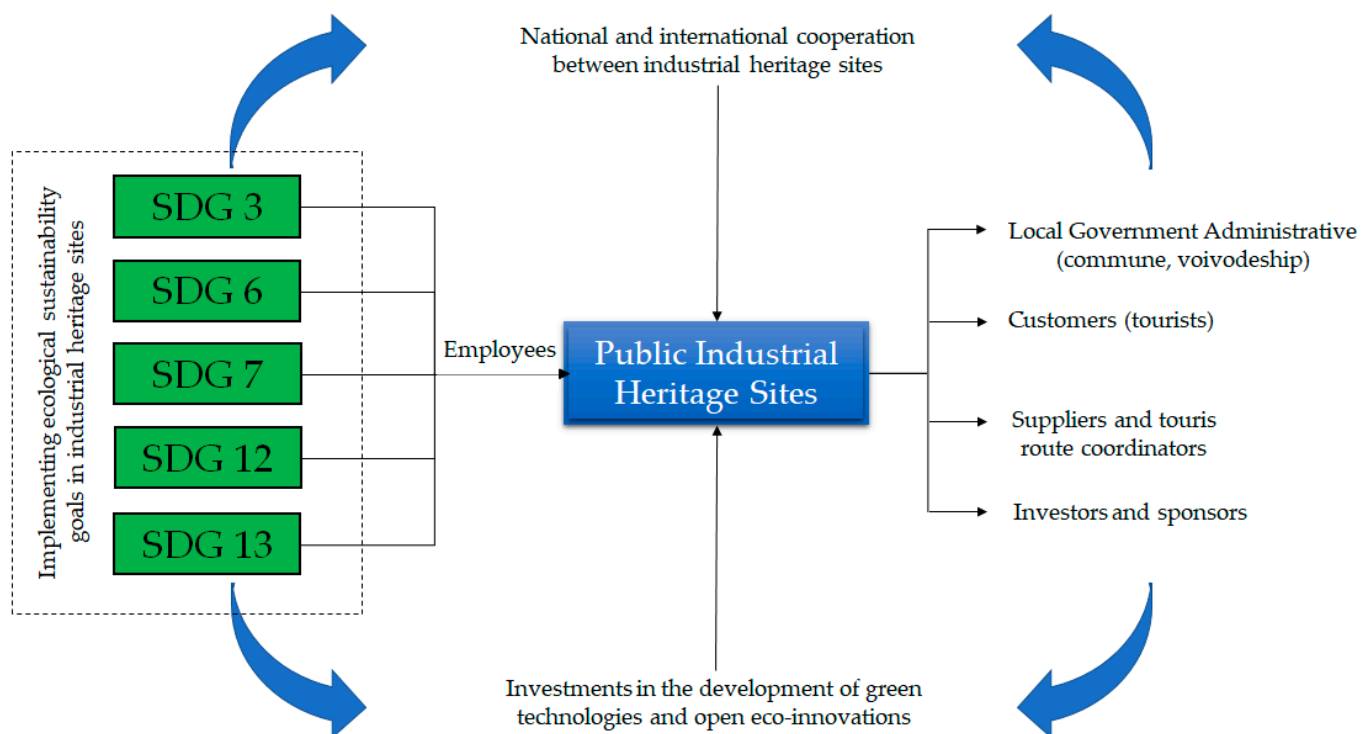 National and international cooperation
between industrial heritage sites
Implementing ecological sustainability
goals in industrial heritage sites
SDG 3
SDG 6
SDG 7
SDG 12
SDG 13
Employees
Public Industrial
Heritage Sites
Local Government Administrative
(commune, voivodeship)
Customers (tourists)
Suppliers and touris
route coordinators
Investors and sponsors
Investments in the development of green
technologies and open eco-innovations